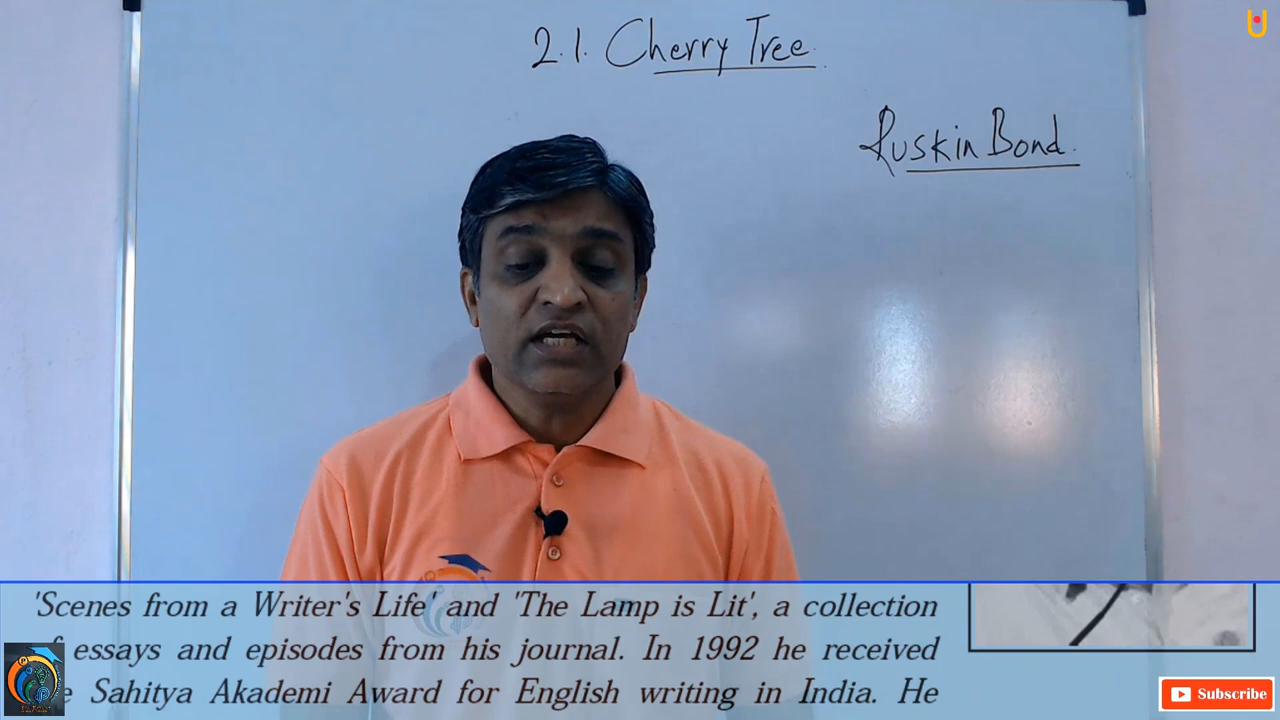 2.1. Cherry Tree.
Ruskin Bond.
'Scenes from a Writer's Life' and 'The Lamp is Lit', a collection
essays and episodes from his journal. In 1992 he received
Sahitya Akademi Award for English writing in India. He
Subscribe